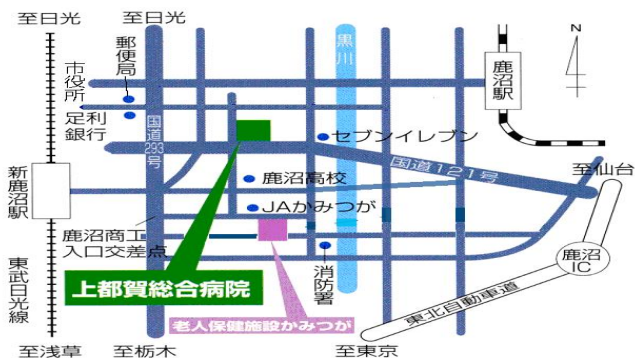 至日光
至日光
郵便局
市役所
足利
銀行
国道
293
号
黒川
鹿沼駅
N
セブンイレブン
国道121号
至仙台
新鹿沼駅
鹿沼高校
JAかみつが
鹿沼商工
入口交差点
消防署
鹿沼
IC
上都賀総合病院
東北自動車道
東武日光線
老人保健施設かみつが
至浅草
至栃木
至東京